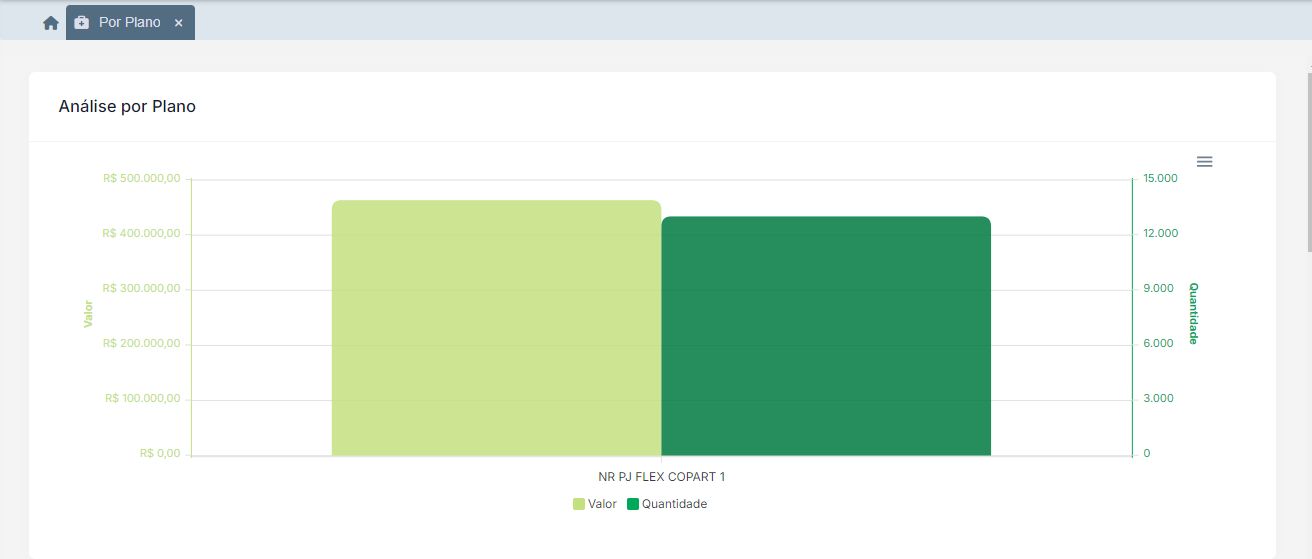 Por Plano ×
Análise por Plano
R$ 500.000,00
R$ 400.000,00
R$ 300.000,00
R$ 200.000,00
R$ 100.000,00
R$ 0,00
Valor
15.000
12.000
9.000
6.000
3.000
0
Quantidade
NR PJ FLEX COPART 1
Valor Quantidade